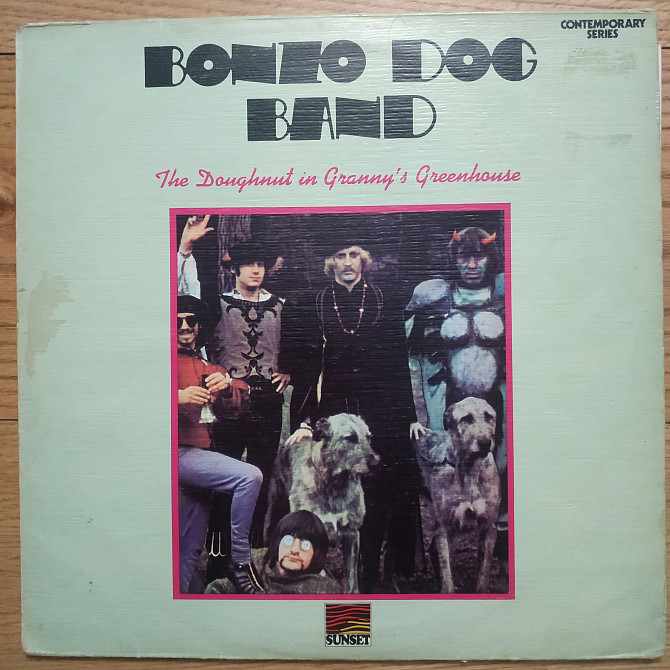 CONTEMPORARY
SERIES
BONZO DOG
BAND
The Doughnut in Granny's Greenhouse
SUNSET